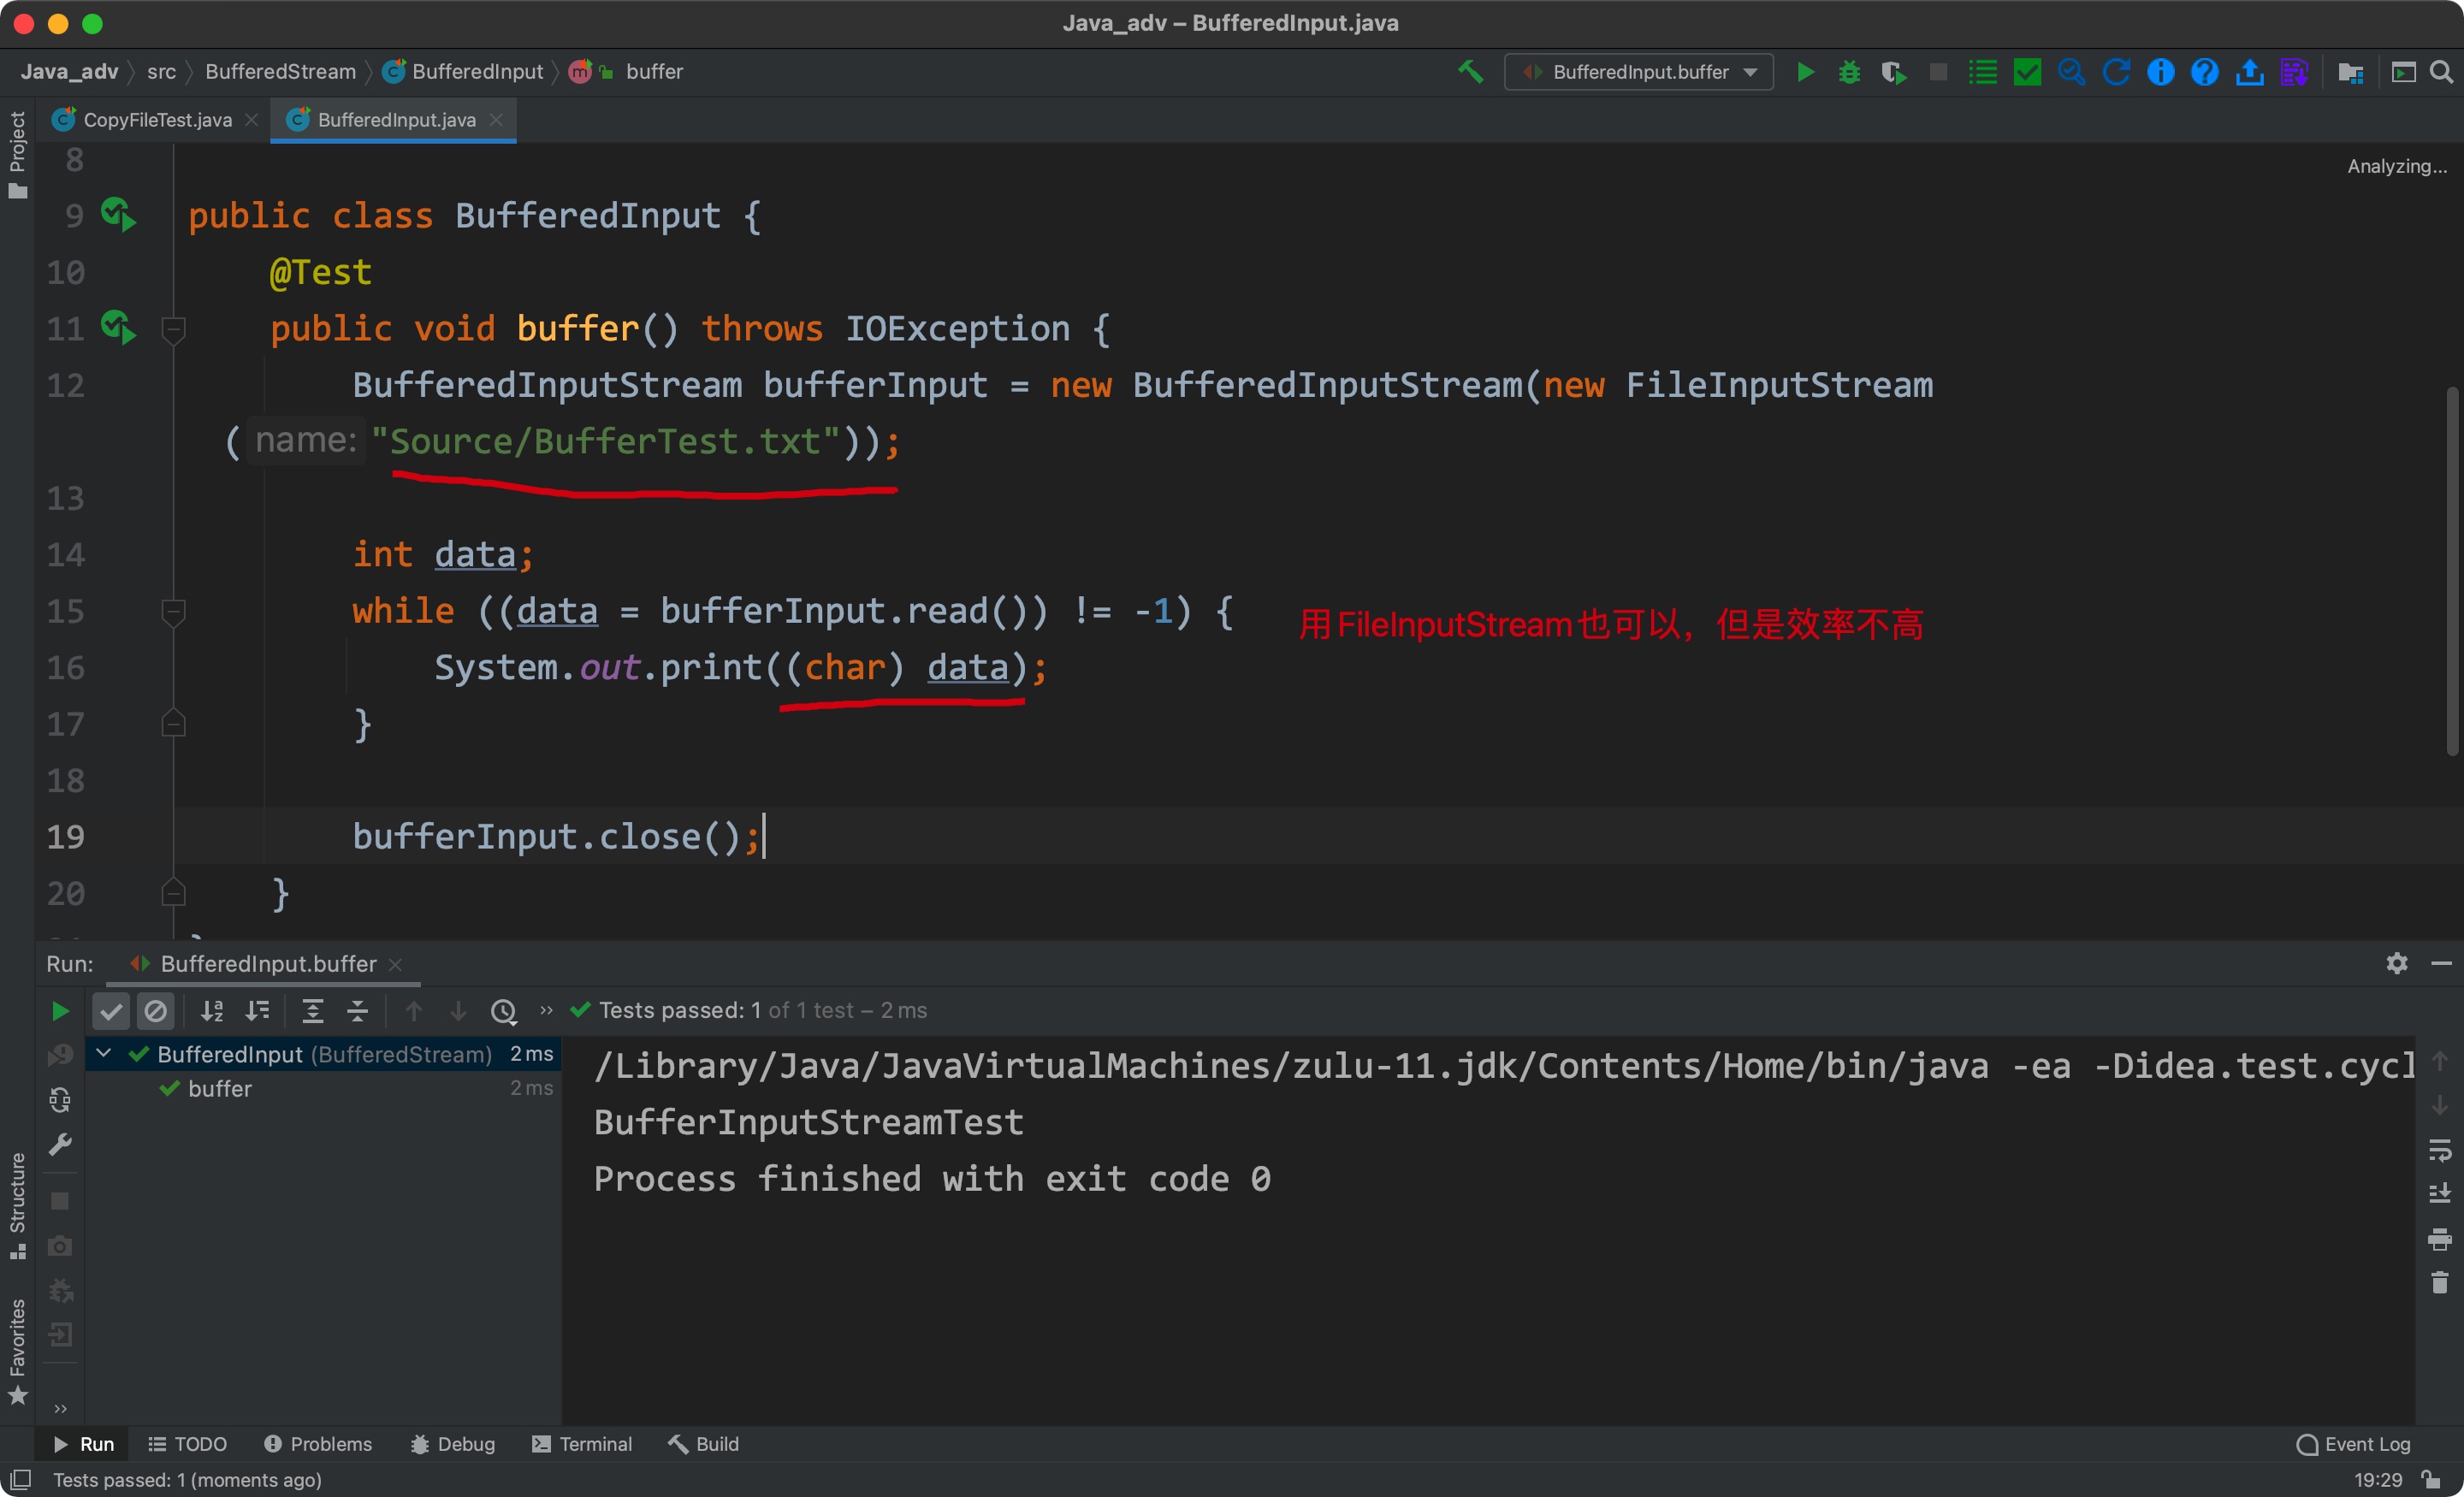 Java_adv – BufferedInput.java
Java_adv src BufferedStream BufferedInput buffer BufferedInput.buffer
CopyFileTest.java BufferedInput.java
Project
Analyzing...
8
9 public class BufferedInput {
10 @Test
11 public void buffer() throws IOException {
12 BufferedInputStream bufferInput = new BufferedInputStream(new FileInputStream
( name: "Source/BufferTest.txt"));
13
14 int data;
15 while ((data = bufferInput.read()) != -1) {
用FileInputStream也可以，但是效率不高
16 System.out.print((char) data);
17 }
18
19 bufferInput.close();
20 }
Run: BufferedInput.buffer
Tests passed: 1 of 1 test – 2 ms
BufferedInput (BufferedStream) 2 ms
buffer 2 ms
/Library/Java/JavaVirtualMachines/zulu-11.jdk/Contents/Home/bin/java -ea -Didea.test.cycl
BufferInputStreamTest
Process finished with exit code 0
Structure
Favorites
Run TODO Problems Debug Terminal Build Event Log
Tests passed: 1 (moments ago) 19:29